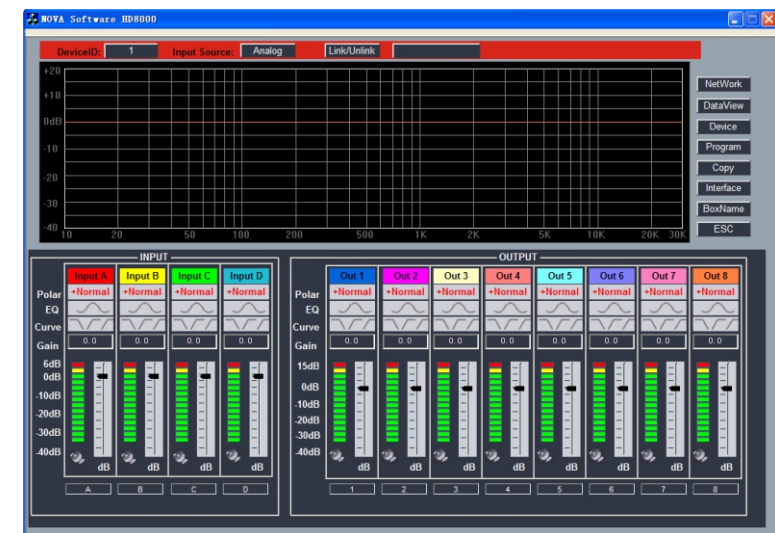 NOVA Software HD8000
DeviceID: 1 Input Source: Analog Link/Unlink
+20
+10
0dB
-10
-20
-30
-40
10 20 50 100 200 500 1K 2K 5K 10K 20K 30K
NetWork
DataView
Device
Program
Copy
Interface
BoxName
ESC
INPUT
Input A Input B Input C Input D
Polar +Normal +Normal +Normal +Normal
EQ
Curve
Gain 0.0 0.0 0.0 0.0
6dB
0dB
-10dB
-20dB
-30dB
-40dB
dB dB dB dB
A B C D
OUTPUT
Out 1 Out 2 Out 3 Out 4 Out 5 Out 6 Out 7 Out 8
Polar +Normal +Normal +Normal +Normal +Normal +Normal +Normal +Normal
EQ
Curve
Gain 0.0 0.0 0.0 0.0 0.0 0.0 0.0 0.0
15dB
0dB
-10dB
-20dB
-30dB
-40dB
dB dB dB dB dB dB dB dB
1 2 3 4 5 6 7 8